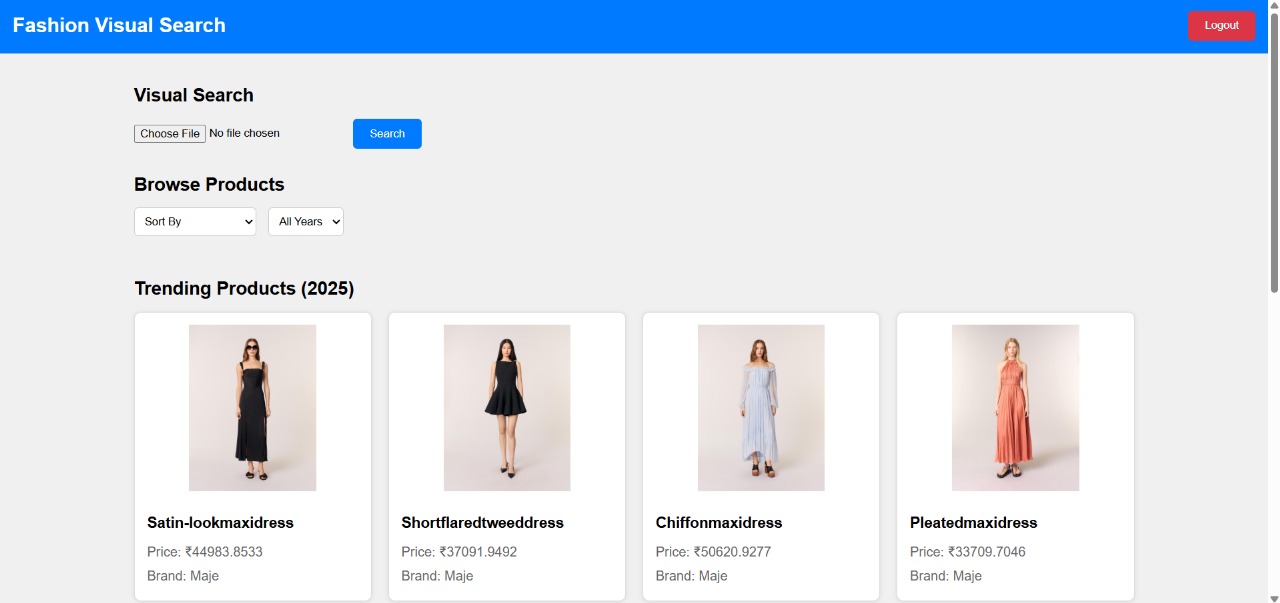 Fashion Visual Search
Logout
Visual Search
Choose File No file chosen
Search
Browse Products
Sort By
All Years
Trending Products (2025)
Satin-lookmaxidress
Price: ₹44983.8533
Brand: Maje
Shortflaredtweeddress
Price: ₹37091.9492
Brand: Maje
Chiffonmaxidress
Price: ₹50620.9277
Brand: Maje
Pleatedmaxidress
Price: ₹33709.7046
Brand: Maje